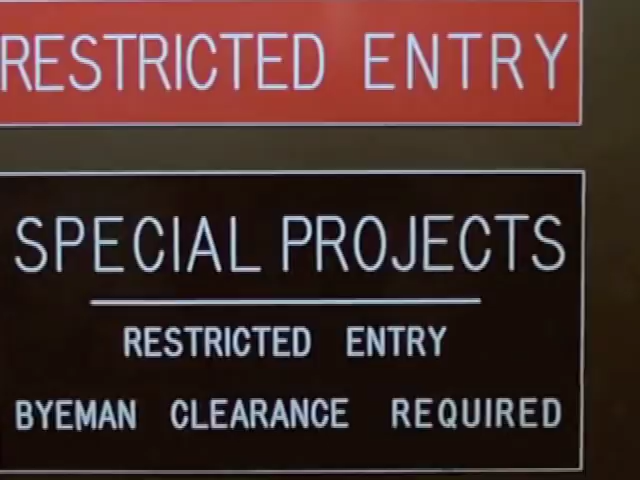 RESTRICTED ENTRY
SPECIAL PROJECTS
RESTRICTED ENTRY
BYEMAN CLEARANCE REQUIRED